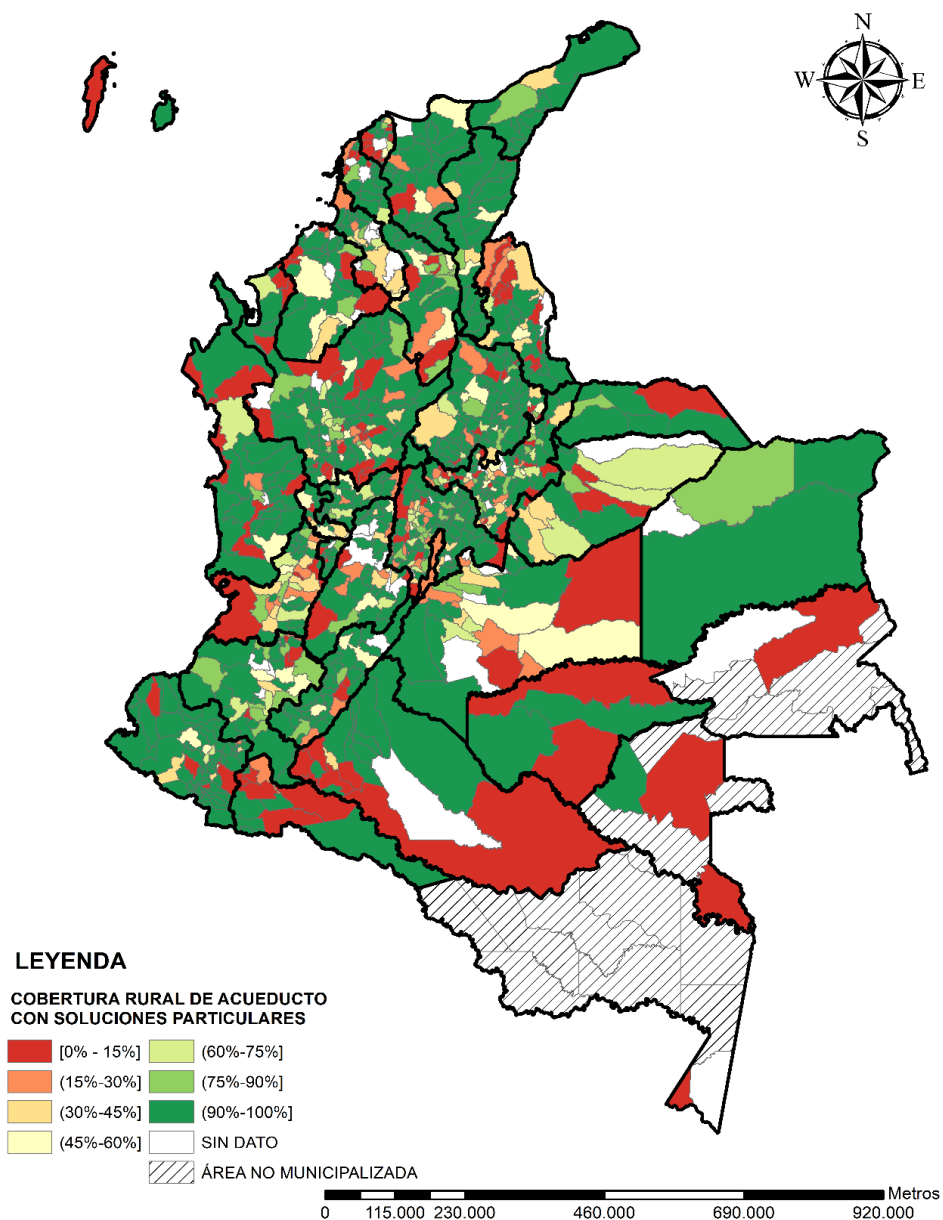 N
W
E
S
LEYENDA
COBERTURA RURAL DE ACUEDUCTO
CON SOLUCIONES PARTICULARES
[0% - 15%]
(15%-30%]
(30%-45%]
(45%-60%]
(60%-75%]
(75%-90%]
(90%-100%]
SIN DATO
ÁREA NO MUNICIPALIZADA
Metros
0 115.000 230.000 460.000 690.000 920.000